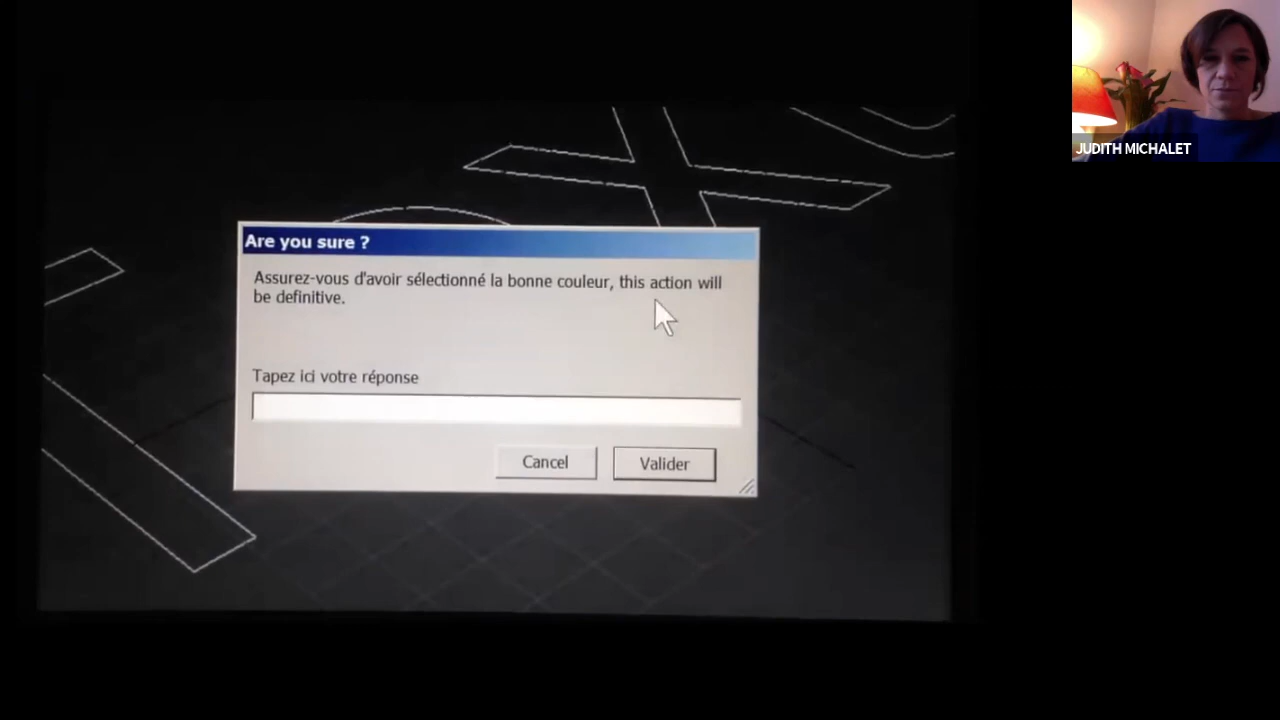 JUDITH MICHALET
Are you sure ?
Assurez-vous d'avoir sélectionné la bonne couleur, this action will
be definitive.
Tapez ici votre réponse
Cancel
Valider